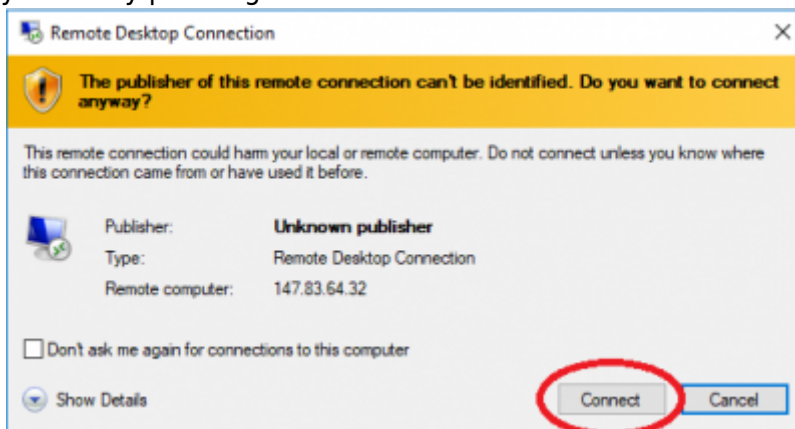 Remote Desktop Connection
The publisher of this remote connection can't be identified. Do you want to connect
anyway?
This remote connection could harm your local or remote computer. Do not connect unless you know where
this connection came from or have used it before.
Publisher: Unknown publisher
Type: Remote Desktop Connection
Remote computer: 147.83.64.32
Don't ask me again for connections to this computer
Show Details Connect Cancel